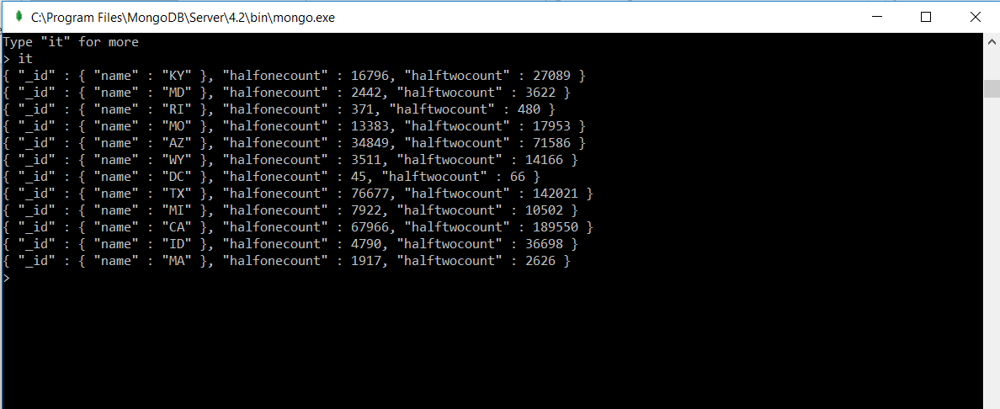 C:\Program Files\MongoDB\Server\4.2\bin\mongo.exe
Type "it" for more
> it
{ "_id" : { "name" : "KY" }, "halfonecount" : 16796, "halftwocount" : 27089 }
{ "_id" : { "name" : "MD" }, "halfonecount" : 2442, "halftwocount" : 3622 }
{ "_id" : { "name" : "RI" }, "halfonecount" : 371, "halftwocount" : 480 }
{ "_id" : { "name" : "MO" }, "halfonecount" : 13383, "halftwocount" : 17953 }
{ "_id" : { "name" : "AZ" }, "halfonecount" : 34849, "halftwocount" : 71586 }
{ "_id" : { "name" : "WY" }, "halfonecount" : 3511, "halftwocount" : 14166 }
{ "_id" : { "name" : "DC" }, "halfonecount" : 45, "halftwocount" : 66 }
{ "_id" : { "name" : "TX" }, "halfonecount" : 76677, "halftwocount" : 142021 }
{ "_id" : { "name" : "MI" }, "halfonecount" : 7922, "halftwocount" : 10502 }
{ "_id" : { "name" : "CA" }, "halfonecount" : 67966, "halftwocount" : 189550 }
{ "_id" : { "name" : "ID" }, "halfonecount" : 4790, "halftwocount" : 36698 }
{ "_id" : { "name" : "MA" }, "halfonecount" : 1917, "halftwocount" : 2626 }
>